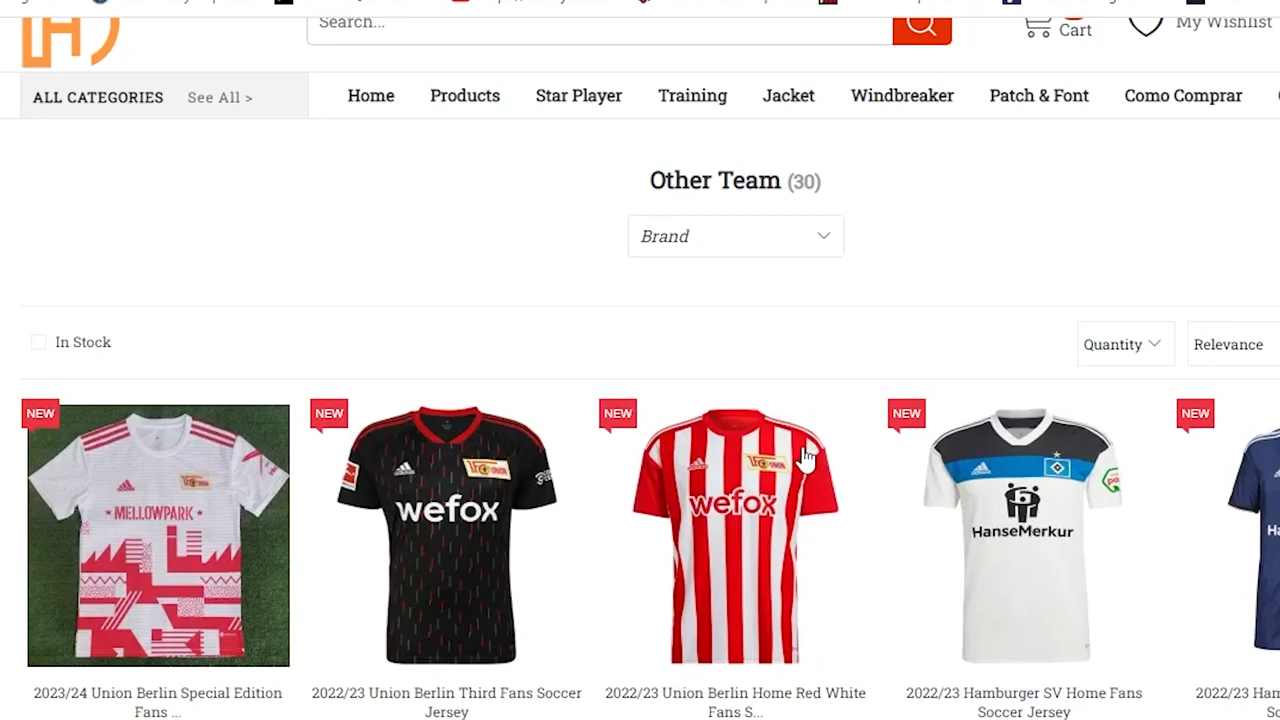 Search...
Cart
My Wishlist
ALL CATEGORIES See All >
Home Products Star Player Training Jacket Windbreaker Patch & Font Como Comprar
Other Team (30)
Brand
In Stock
Quantity
Relevance
NEW
NEW
NEW
NEW
NEW
MELLOWPARK
wefox
wefox
HanseMerkur
2023/24 Union Berlin Special Edition
Fans ...
2022/23 Union Berlin Third Fans Soccer
Jersey
2022/23 Union Berlin Home Red White
Fans S...
2022/23 Hamburger SV Home Fans
Soccer Jersey
2022/23 Ham